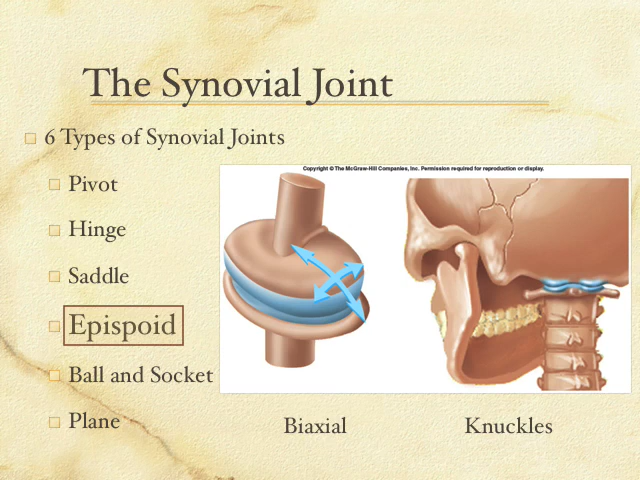 The Synovial Joint
6 Types of Synovial Joints
Pivot
Hinge
Saddle
Epispoid
Ball and Socket
Plane
Copyright © The McGraw-Hill Companies, Inc. Permission required for reproduction or display.
Biaxial
Knuckles